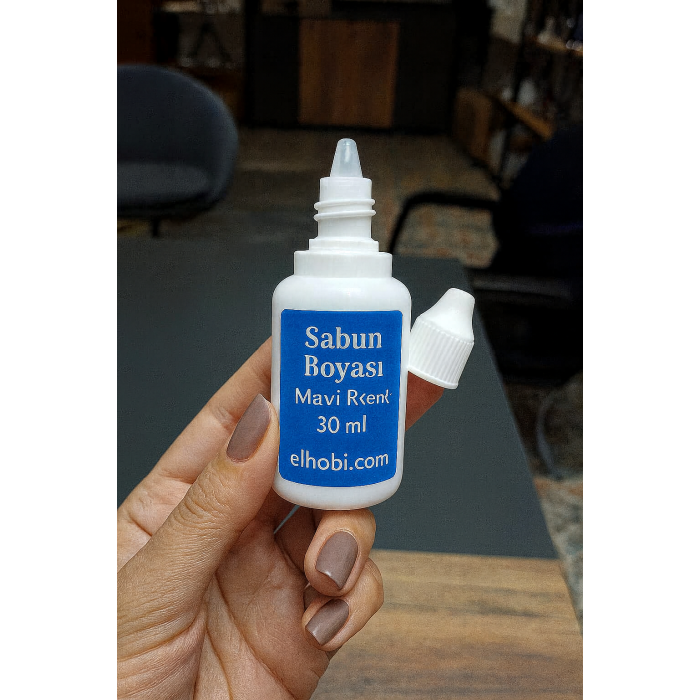 Sabun
Boyası
Mavi
30 ml
elhobi.com